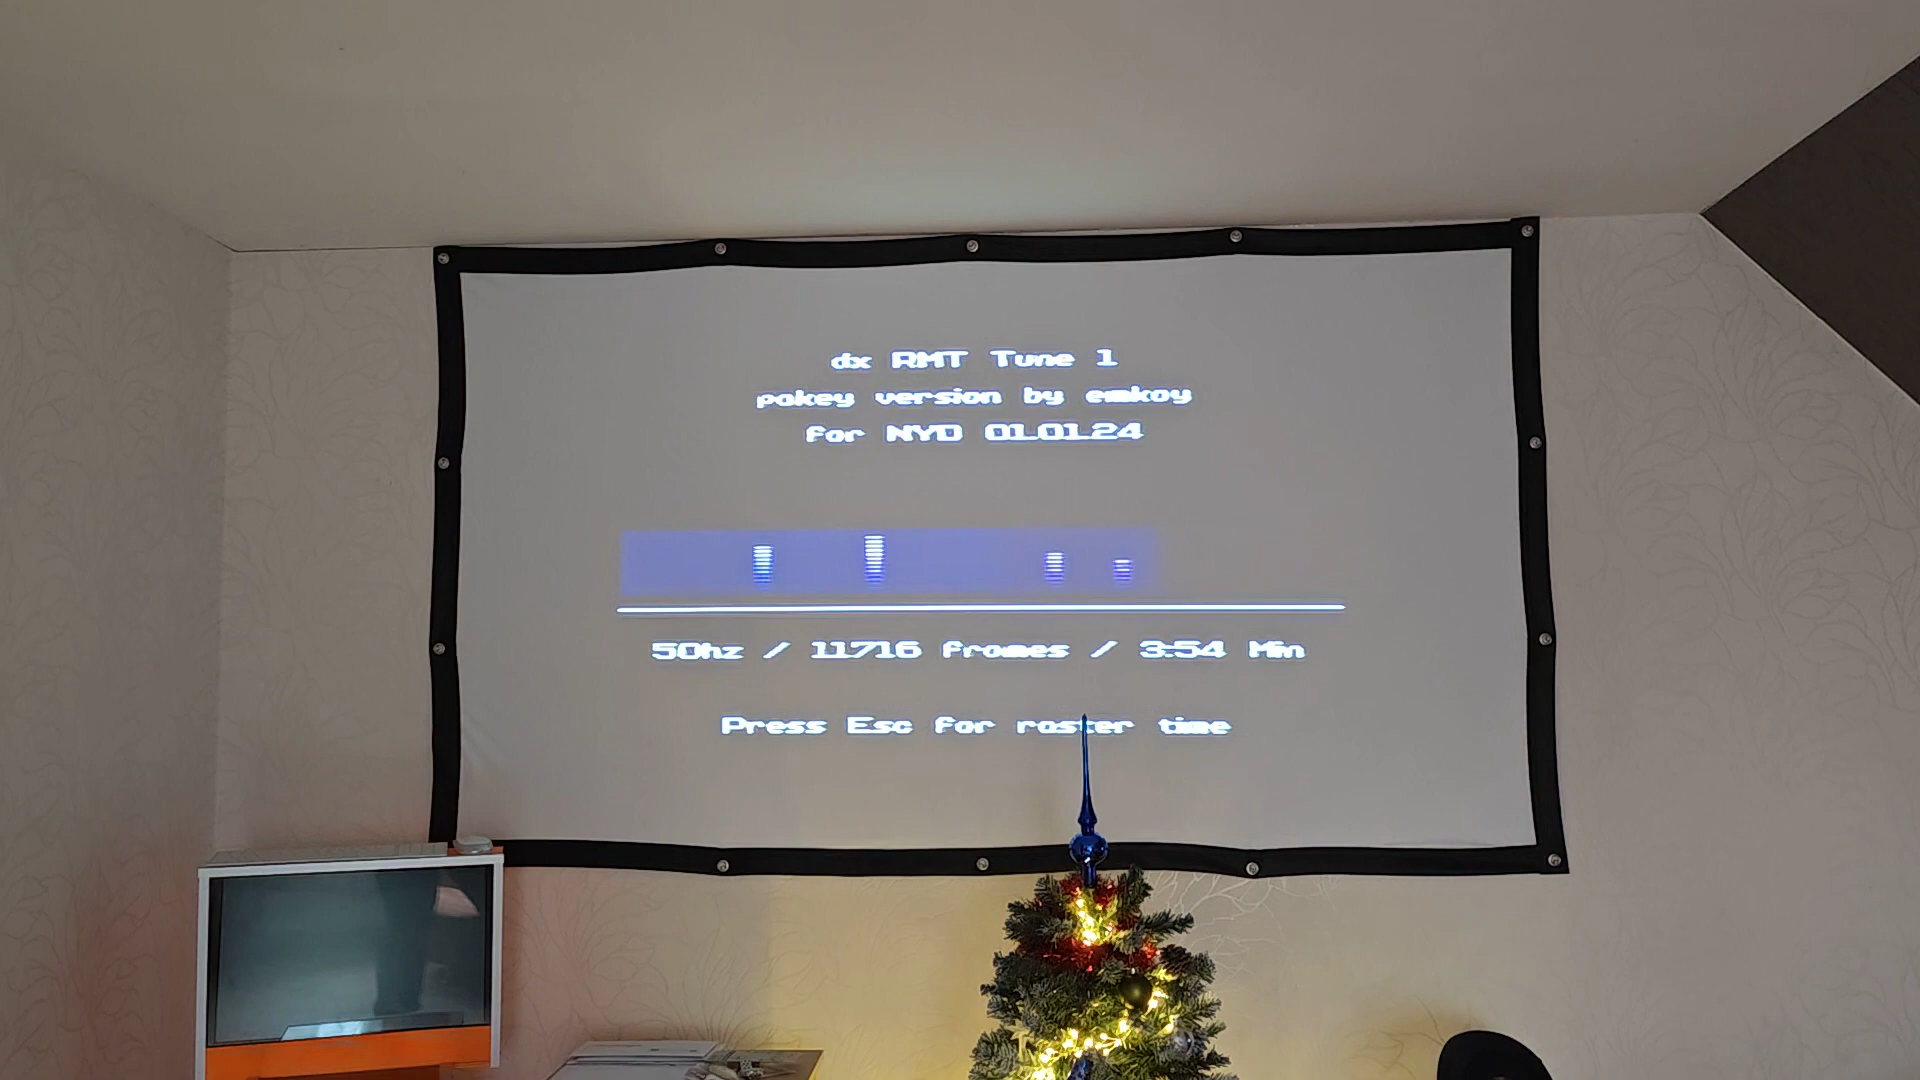 dx RMT Tune 1
pokey version by emkay
for NYD 01.01.24
50hz / 11716 frames / 3:54 Min
Press Esc for raster time